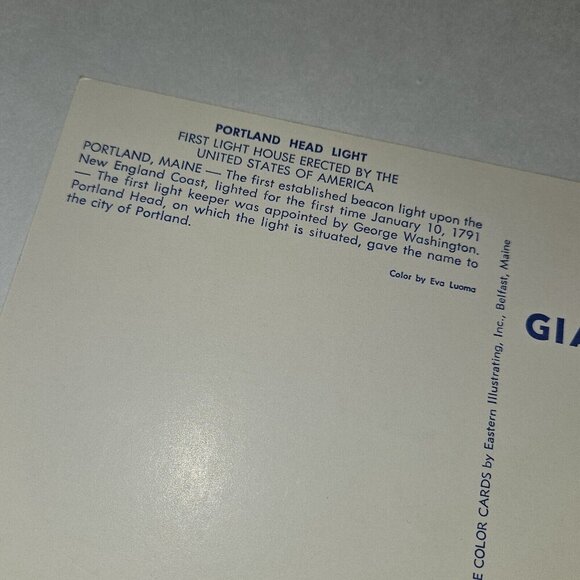 PORTLAND HEAD LIGHT
FIRST LIGHT HOUSE ERECTED BY THE
UNITED STATES OF AMERICA
PORTLAND, MAINE — The first established beacon light upon the
New England Coast, lighted for the first time January 10, 1791
— The first light keeper was appointed by George Washington.
Portland Head, on which the light is situated, gave the name to
the city of Portland.
Color by Eva Luoma
E COLOR CARDS by Eastern Illustrating, Inc., Belfast, Maine
GIA